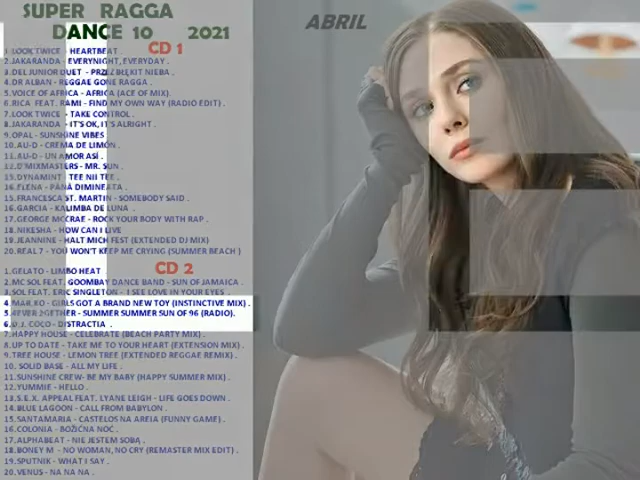 SUPER RAGGA
DANCE 10 2021
ABRIL
CD 1
1.LOOK TWICE - HEARTBEAT .
2.JAKARANDA - EVERYNIGHT, EVERYDAY .
3.DEL JUNIOR DUET - PRZEZ BŁĘKIT NIEBA .
4.DR ALBAN - REGGAE GONE RAGGA .
5.VOICE OF AFRICA - AFRICA (ACE OF MIX).
6.RICA FEAT. RAMI - FIND MY OWN WAY (RADIO EDIT) .
7.LOOK TWICE - TAKE CONTROL .
8.JAKARANDA - IT'S OK, IT'S ALRIGHT .
9.OPAL - SUNSHINE VIBES
10.AU-D - CREMA DE LIMÓN .
11.AU-D - UN AMOR ASÍ .
12.D'MIXMASTERS - MR. SUN .
13.DYNAMINT - TEE NII TEE .
14.ELENA - PÂNĂ DIMINEATA .
15.FRANCESCA ST. MARTIN - SOMEBODY SAID .
16.GARCIA - KALIMBA DE LUNA .
17.GEORGE MCCRAE - ROCK YOUR BODY WITH RAP .
18.NIKESHA - HOW CAN I LIVE
19.JEANNINE - HALT MICH FEST (EXTENDED DJ MIX)
20.REAL 7 - YOU WON'T KEEP ME CRYING (SUMMER BEACH )
CD 2
1.GELATO - LIMBO HEAT .
2.MC SOL FEAT. GOOMBAY DANCE BAND - SUN OF JAMAICA .
3.SOL FEAT. ERIC SINGLETON - I SEE LOVE IN YOUR EYES .
4.MAR.KO - GIRLS GOT A BRAND NEW TOY (INSTINCTIVE MIX) .
5.4EVER 2GETHER - SUMMER SUMMER SUN OF 96 (RADIO).
6.D.J. COCO - DISTRACTIA .
7.HAPPY HOUSE - CELEBRATE (BEACH PARTY MIX) .
8.UP TO DATE - TAKE ME TO YOUR HEART (EXTENSION MIX) .
9.TREE HOUSE - LEMON TREE (EXTENDED REGGAE REMIX) .
10. SOLID BASE - ALL MY LIFE .
11.SUNSHINE CREW- BE MY BABY (HAPPY SUMMER MIX) .
12.YUMMIE - HELLO .
13.S.E.X. APPEAL FEAT. LYANE LEIGH - LIFE GOES DOWN .
14.BLUE LAGOON - CALL FROM BABYLON .
15.SANTAMARIA - CASTELOS NA AREIA (FUNNY GAME) .
16.COLONIA - BOŽIĆNA NOĆ .
17.ALPHABEAT - NIE JESTEM SOBĄ .
18.BONEY M - NO WOMAN, NO CRY (REMASTER MIX EDIT) .
19.SPUTNIK - WHAT I SAY .
20.VENUS - NA NA NA .